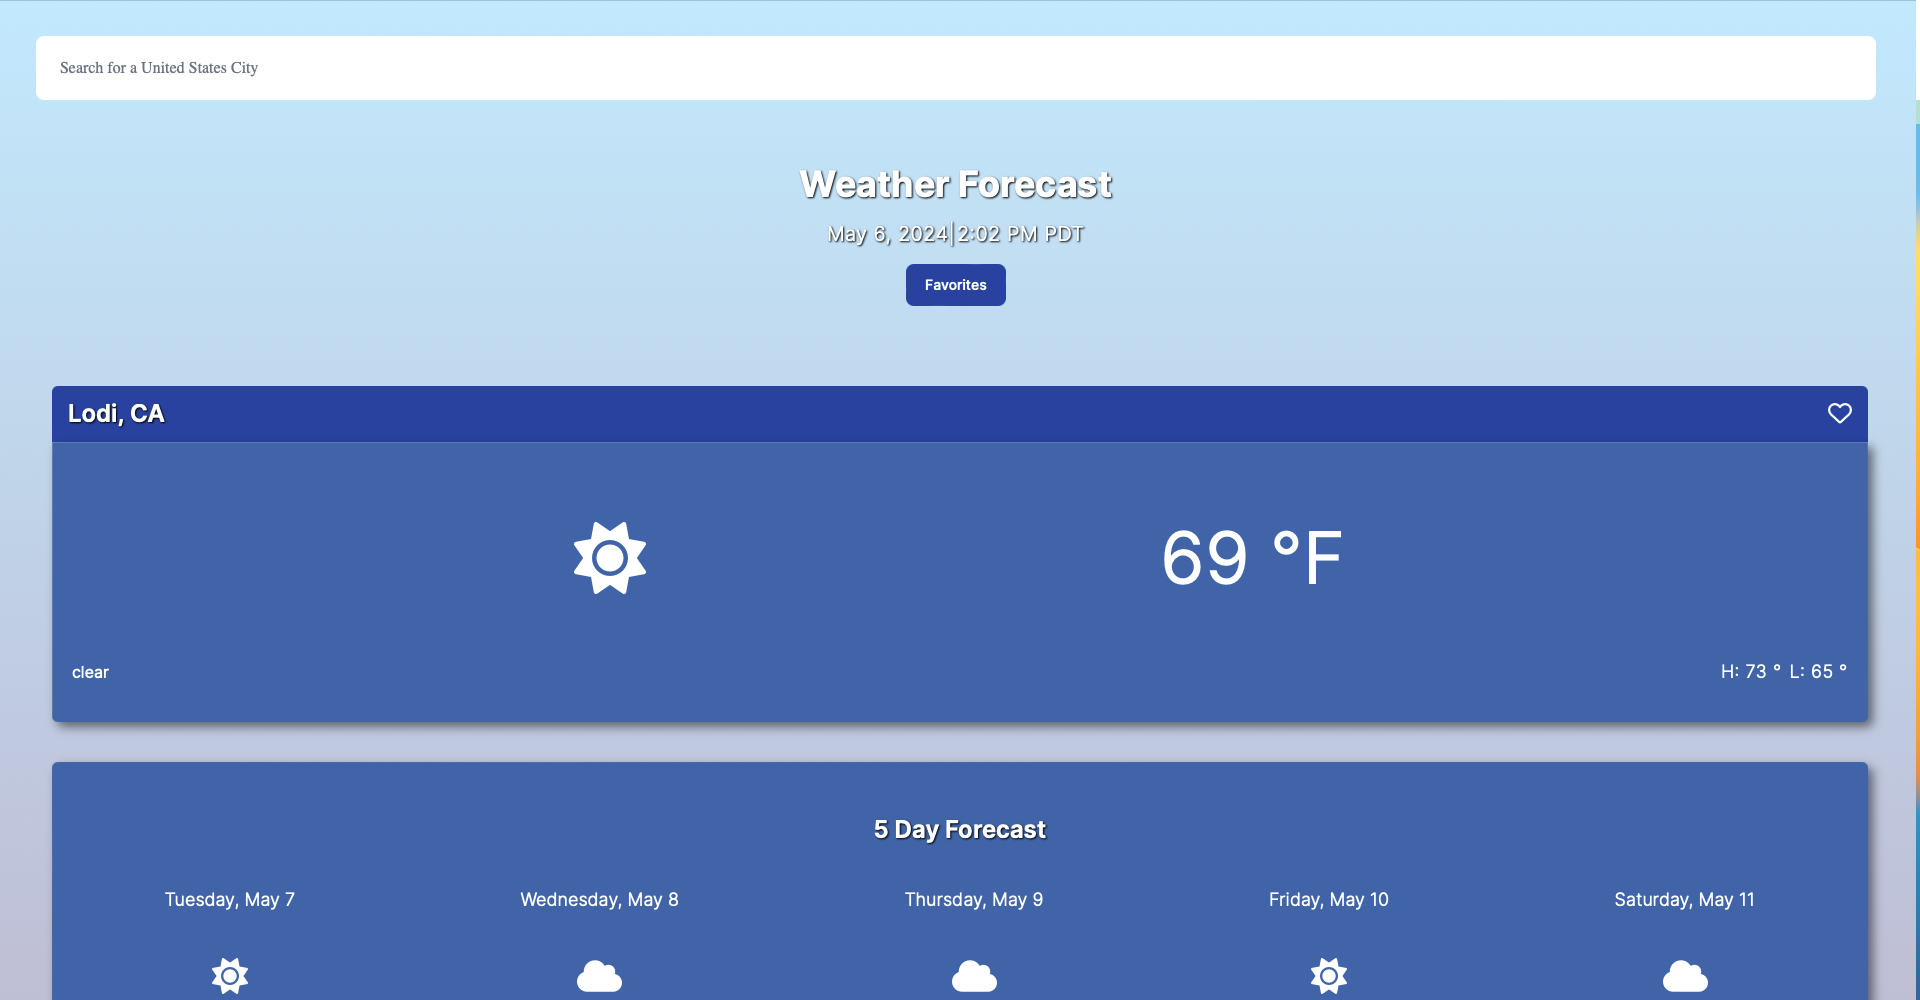 Search for a United States City
Weather Forecast
May 6, 2024|2:02 PM PDT
Favorites
Lodi, CA
69 °F
clear
H: 73 ° L: 65 °
5 Day Forecast
Tuesday, May 7
Wednesday, May 8
Thursday, May 9
Friday, May 10
Saturday, May 11